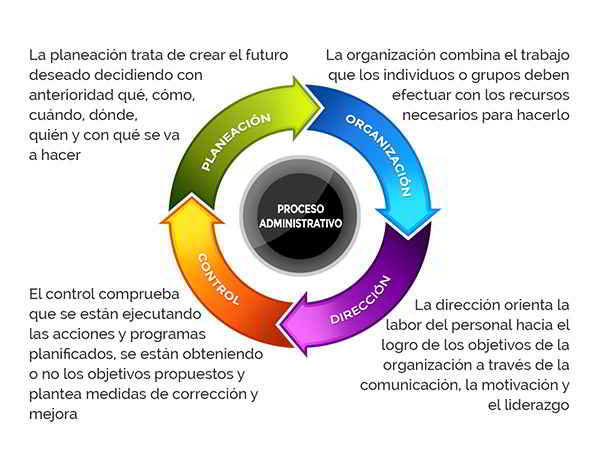 La planeación trata de crear el futuro
deseado decidiendo con
anterioridad qué, cómo,
cuándo, dónde,
quién y con qué se va
a hacer
La organización combina el trabajo
que los individuos o grupos deben
efectuar con los recursos
necesarios para hacerlo
PLANEACIÓN
ORGANIZACIÓN
PROCESO
ADMINISTRATIVO
CONTROL
DIRECCIÓN
El control comprueba
que se están ejecutando
las acciones y programas
planificados, se están obteniendo
o no los objetivos propuestos y
plantea medidas de corrección y
mejora
La dirección orienta la
labor del personal hacia el
logro de los objetivos de la
organización a través de la
comunicación, la motivación y
el liderazgo